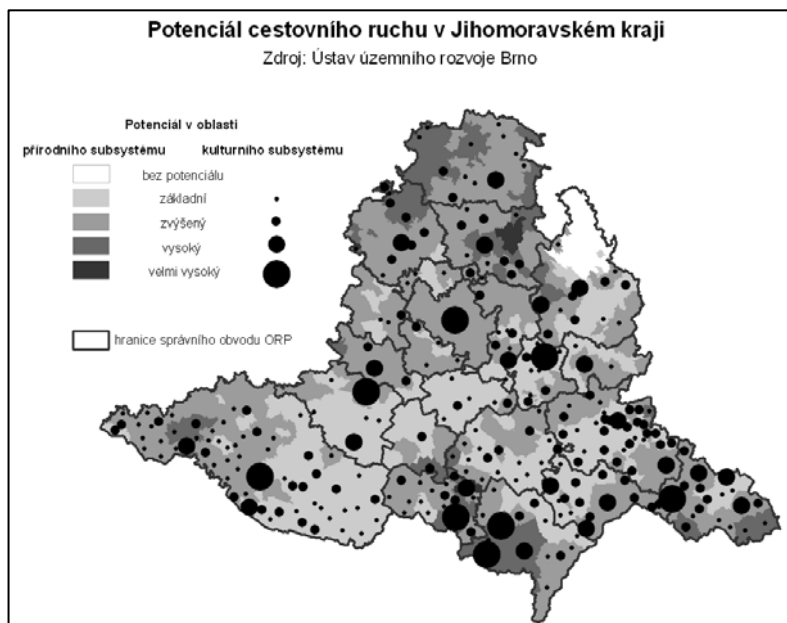 Potenciál cestovního ruchu v Jihomoravském kraji
Zdroj: Ústav územního rozvoje Brno
Potenciál v oblasti
přírodního subsystému kulturního subsystému
bez potenciálu
základní
zvýšený
vysoký
velmi vysoký
hranice správního obvodu ORP